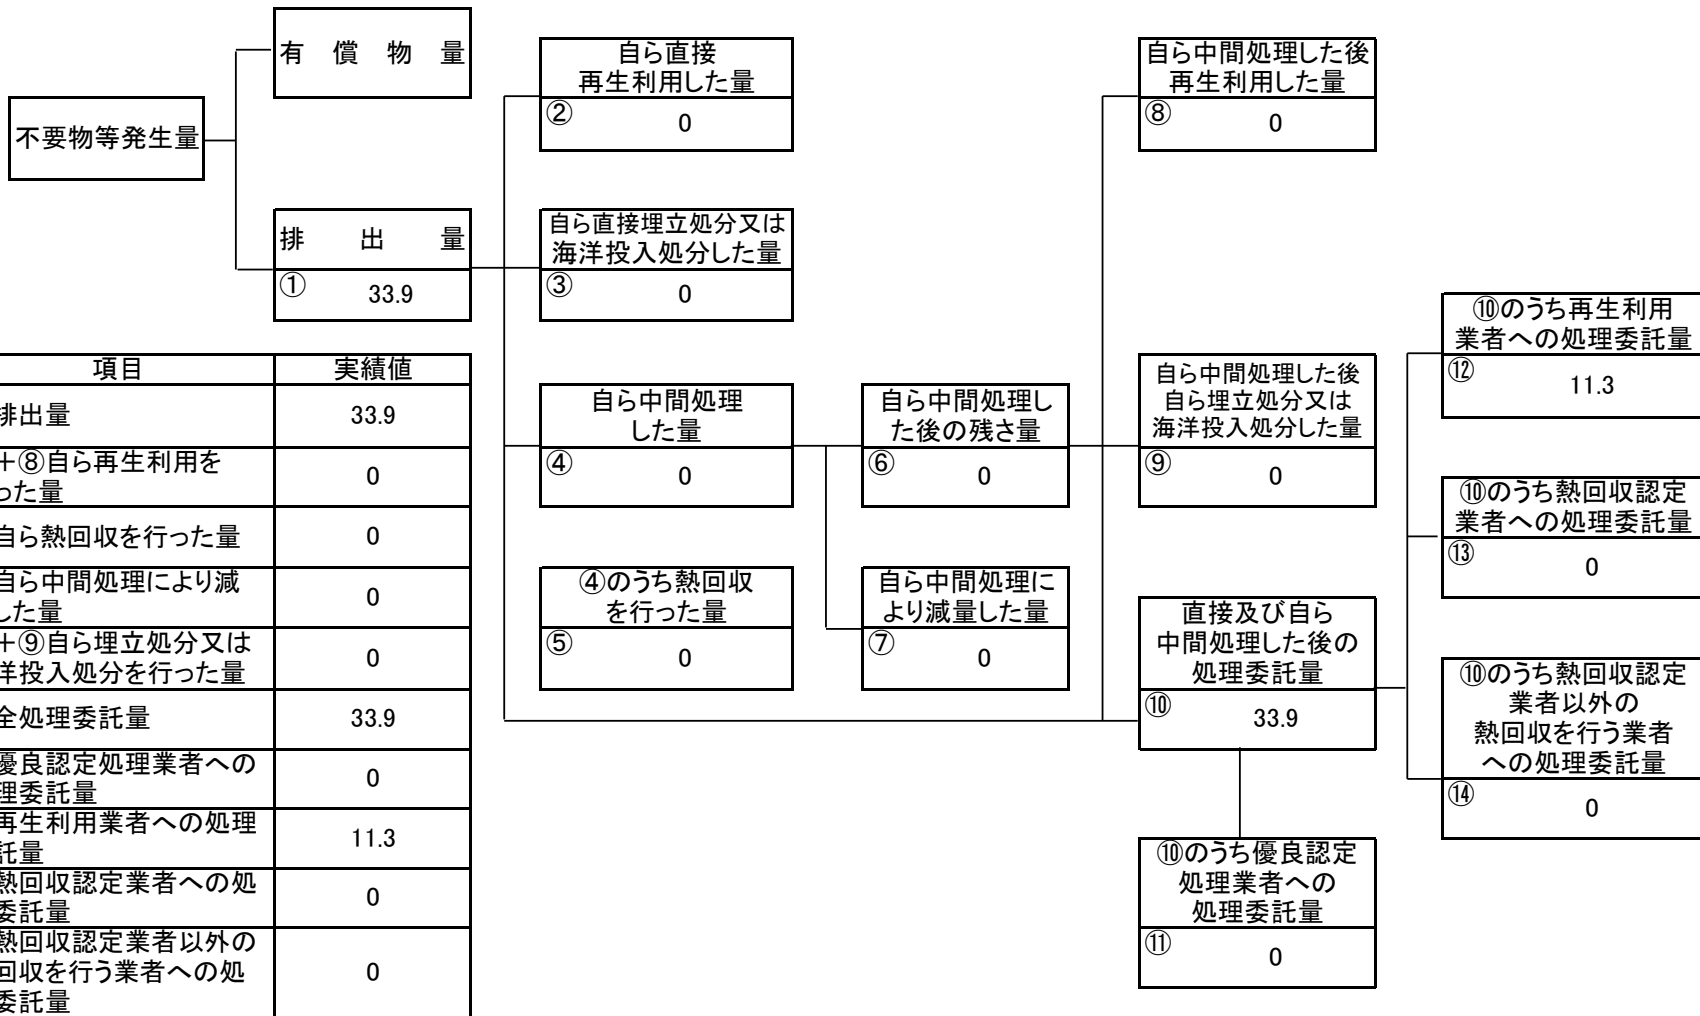 有償物量
不要物等発生量
排出量
① 33.9
自ら直接
再生利用した量
② 0
自ら直接埋立処分又は
海洋投入処分した量
③ 0
自ら中間処理
した量
④ 0
④のうち熱回収
を行った量
⑤ 0
自ら中間処理し
た後の残さ量
⑥ 0
自ら中間処理に
より減量した量
⑦ 0
自ら中間処理した後
再生利用した量
⑧ 0
自ら中間処理した後
自ら埋立処分又は
海洋投入処分した量
⑨ 0
直接及び自ら
中間処理した後の
処理委託量
⑩ 33.9
⑩のうち優良認定
処理業者への
処理委託量
⑪ 0
⑩のうち再生利用
業者への処理委託量
⑫ 11.3
⑩のうち熱回収認定
業者への処理委託量
⑬ 0
⑩のうち熱回収認定
業者以外の
熱回収を行う業者
への処理委託量
⑭ 0
項目 実績値
排出量 33.9
+⑧自ら再生利用を
った量 0
自ら熱回収を行った量 0
自ら中間処理により減
した量 0
+⑨自ら埋立処分又は
洋投入処分を行った量 0
全処理委託量 33.9
優良認定処理業者への
理委託量 0
再生利用業者への処理
託量 11.3
熱回収認定業者への処
委託量 0
熱回収認定業者以外の
回収を行う業者への処
委託量 0